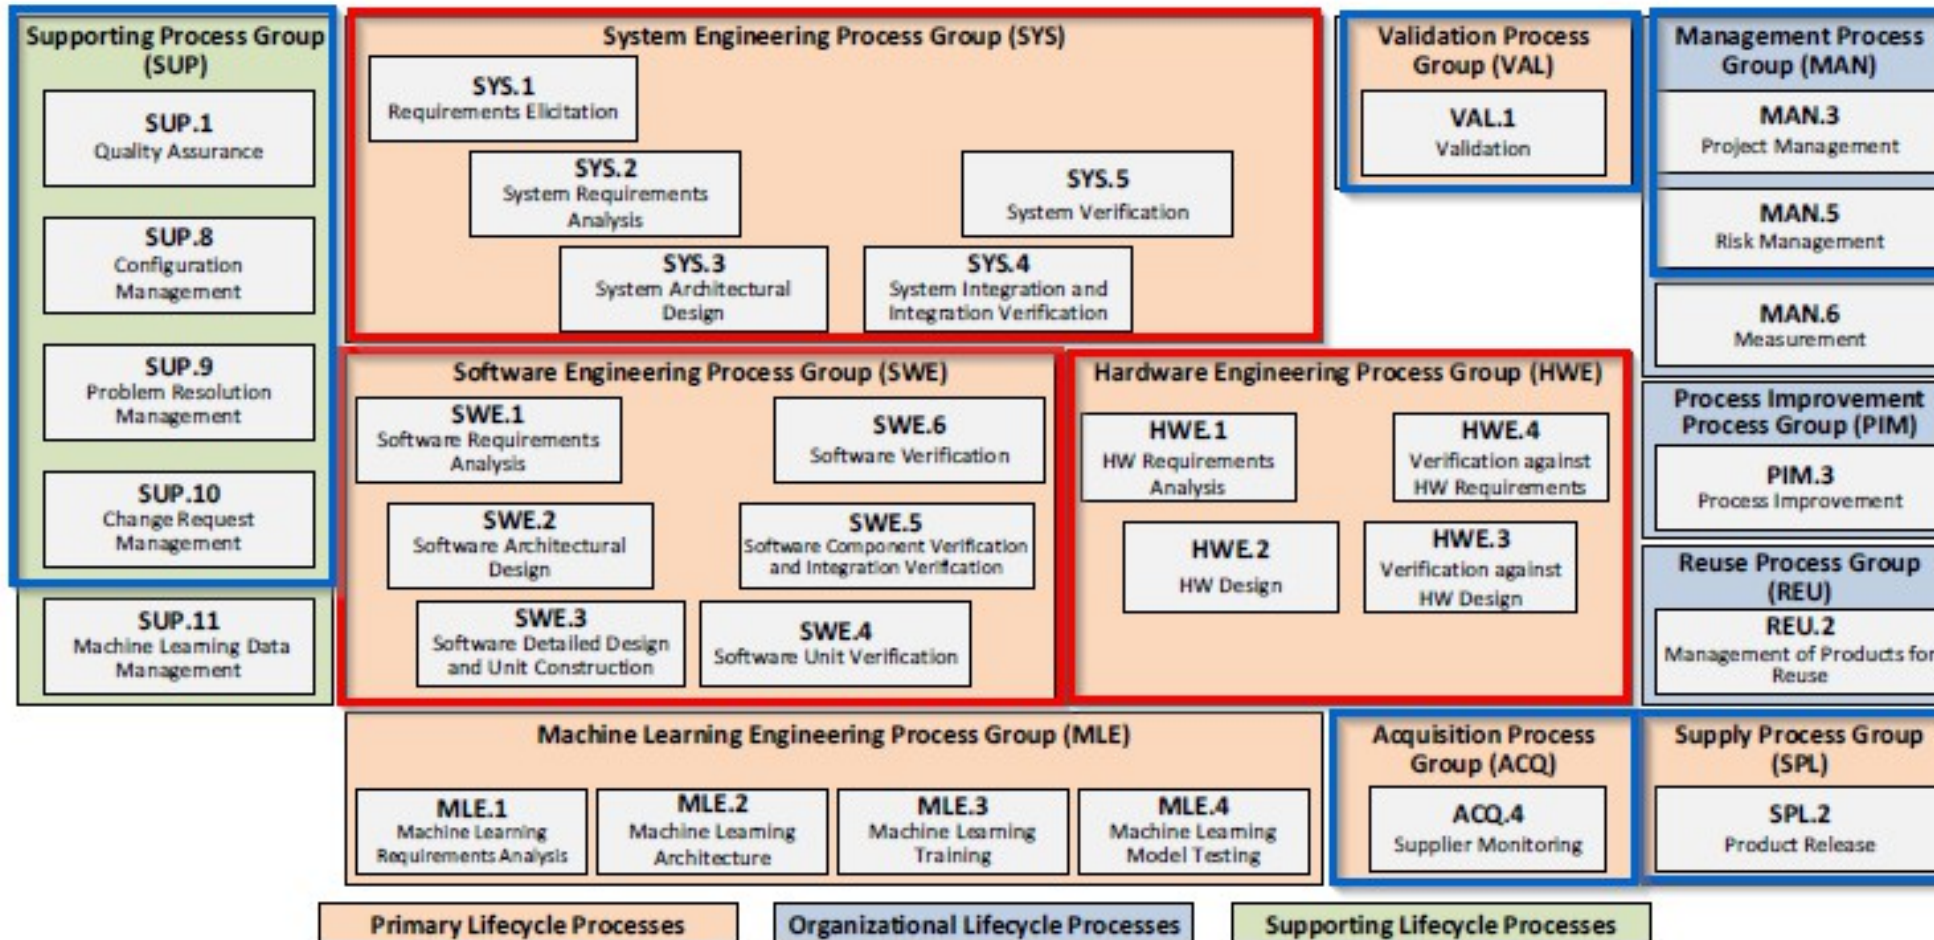 Supporting Process Group
(SUP)
SUP.1
Quality Assurance
SUP.8
Configuration
Management
SUP.9
Problem Resolution
Management
SUP.10
Change Request
Management
SUP.11
Machine Learning Data
Management
System Engineering Process Group (SYS)
SYS.1
Requirements Elicitation
SYS.2
System Requirements
Analysis
SYS.3
System Architectural
Design
SYS.4
System Integration and
Integration Verification
SYS.5
System Verification
Validation Process
Group (VAL)
VAL.1
Validation
Management Process
Group (MAN)
MAN.3
Project Management
MAN.5
Risk Management
MAN.6
Measurement
Software Engineering Process Group (SWE)
SWE.1
Software Requirements
Analysis
SWE.2
Software Architectural
Design
SWE.3
Software Detailed Design
and Unit Construction
SWE.4
Software Unit Verification
SWE.5
Software Component Verification
and Integration Verification
SWE.6
Software Verification
Hardware Engineering Process Group (HWE)
HWE.1
HW Requirements
Analysis
HWE.2
HW Design
HWE.3
Verification against
HW Design
HWE.4
Verification against
HW Requirements
Process Improvement
Process Group (PIM)
PIM.3
Process Improvement
Reuse Process Group
(REU)
REU.2
Management of Products for
Reuse
Machine Learning Engineering Process Group (MLE)
MLE.1
Machine Learning
Requirements Analysis
MLE.2
Machine Learning
Architecture
MLE.3
Machine Learning
Training
MLE.4
Machine Learning
Model Testing
Acquisition Process
Group (ACQ)
ACQ.4
Supplier Monitoring
Supply Process Group
(SPL)
SPL.2
Product Release
Primary Lifecycle Processes
Organizational Lifecycle Processes
Supporting Lifecycle Processes